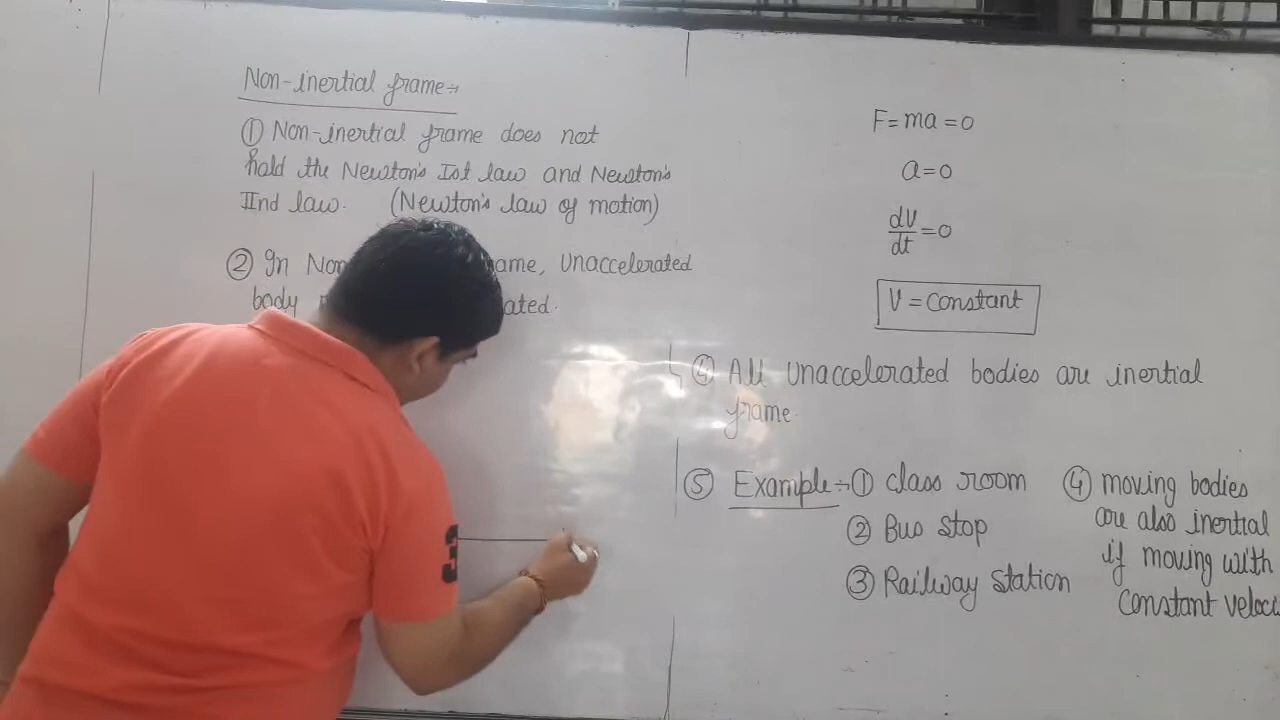 Non-inertial frame:-
① Non-inertial frame does not
hold the Newton's Ist law and Newton's
IInd law. (Newton's law of motion)
② In Non ame, Unaccelerated
body ated.
3
F=ma=0
a=0
dV/dt=0
V=constant
④ All Unaccelerated bodies are inertial
frame.
⑤ Example:- ① class room
② Bus stop
③ Railway station
④ moving bodies
are also inertial
if moving with
Constant veloci